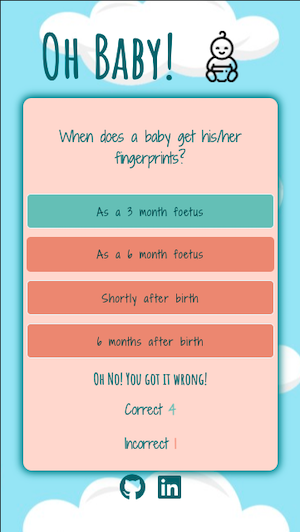 Oh Baby!
When does a baby get his/her
fingerprints?
As a 3 month foetus
As a 6 month foetus
Shortly after birth
6 months after birth
Oh No! You got it wrong!
Correct 4
Incorrect 1
in